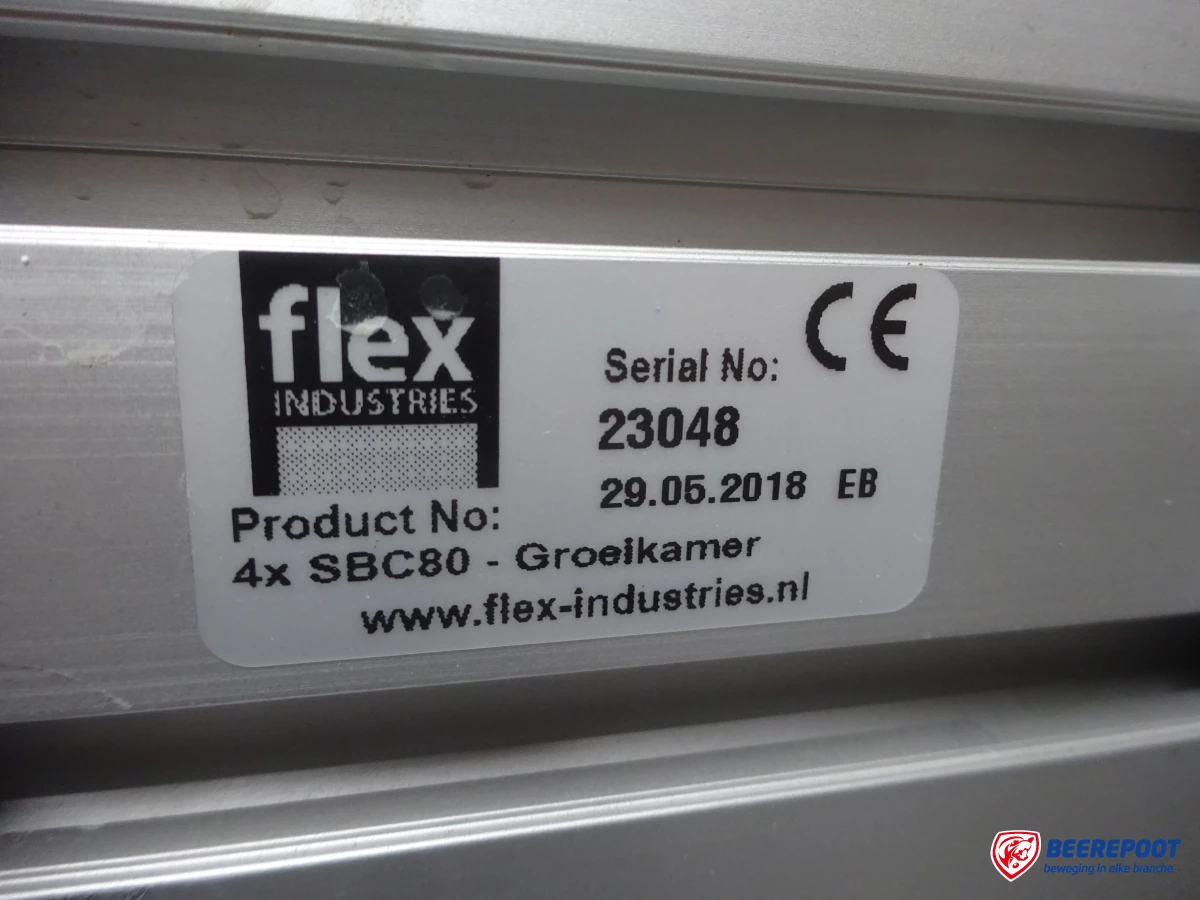 flex
INDUSTRIES
CE
Serial No:
23048
29.05.2018 EB
Product No:
4x SBC80 - Groeikamer
www.flex-industries.nl
BEEREPOOT
beweging in elke branche